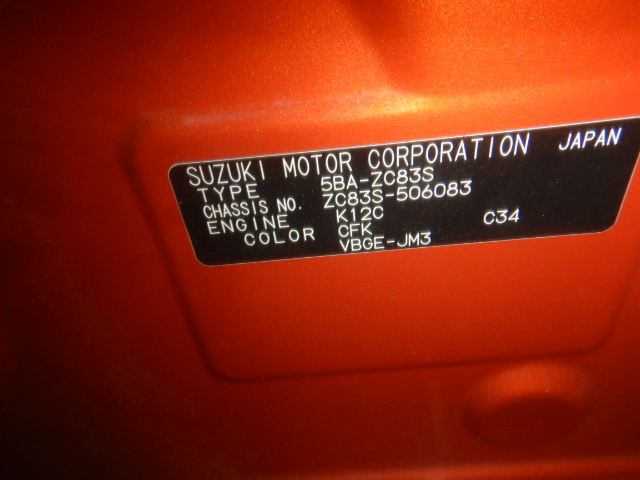 SUZUKI MOTOR CORPORATION JAPAN
TYPE 5BA-ZC83S
CHASSIS NO. ZC83S-506083
ENGINE K12C C34
COLOR CFK
VBGE-JM3